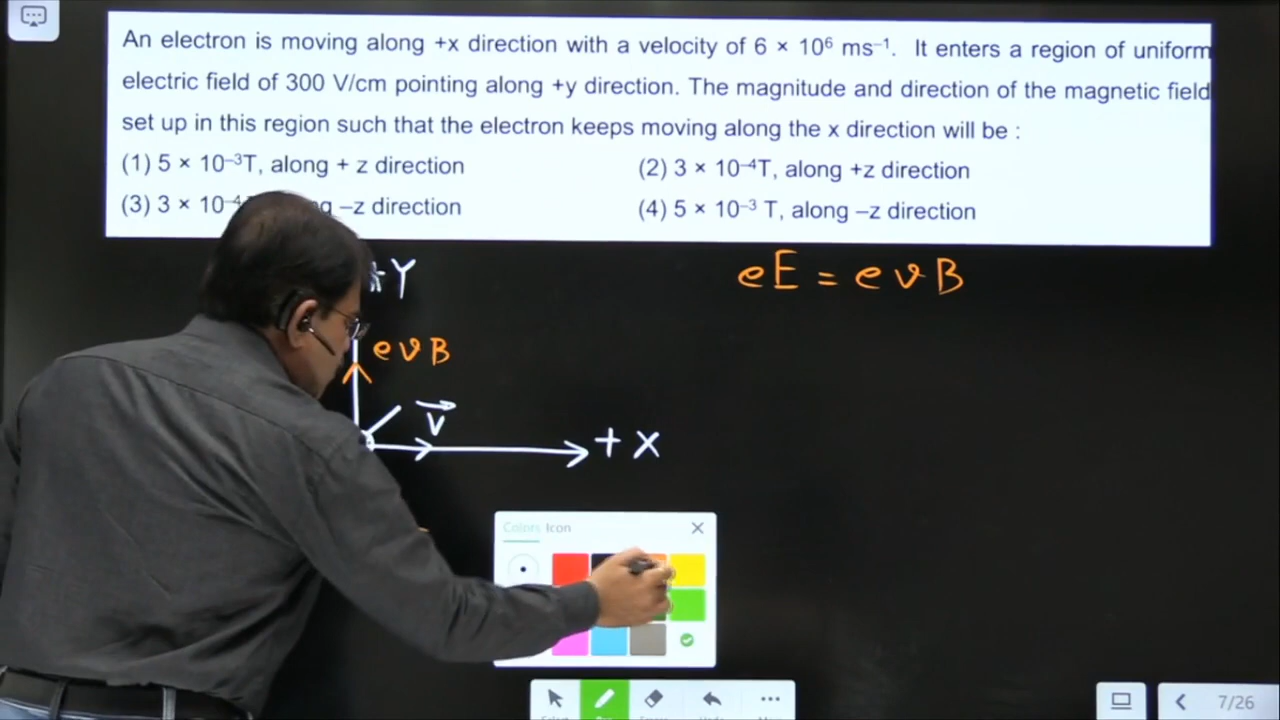 An electron is moving along +x direction with a velocity of 6 × 10⁶ ms⁻¹. It enters a region of uniform
electric field of 300 V/cm pointing along +y direction. The magnitude and direction of the magnetic field
set up in this region such that the electron keeps moving along the x direction will be :
(1) 5 × 10⁻³T, along + z direction (2) 3 × 10⁻⁴T, along +z direction
(3) 3 × 10⁻⁴ –z direction (4) 5 × 10⁻³ T, along –z direction
+Y
eE = evB
evB
v
+ X
Colors Icon
7/26